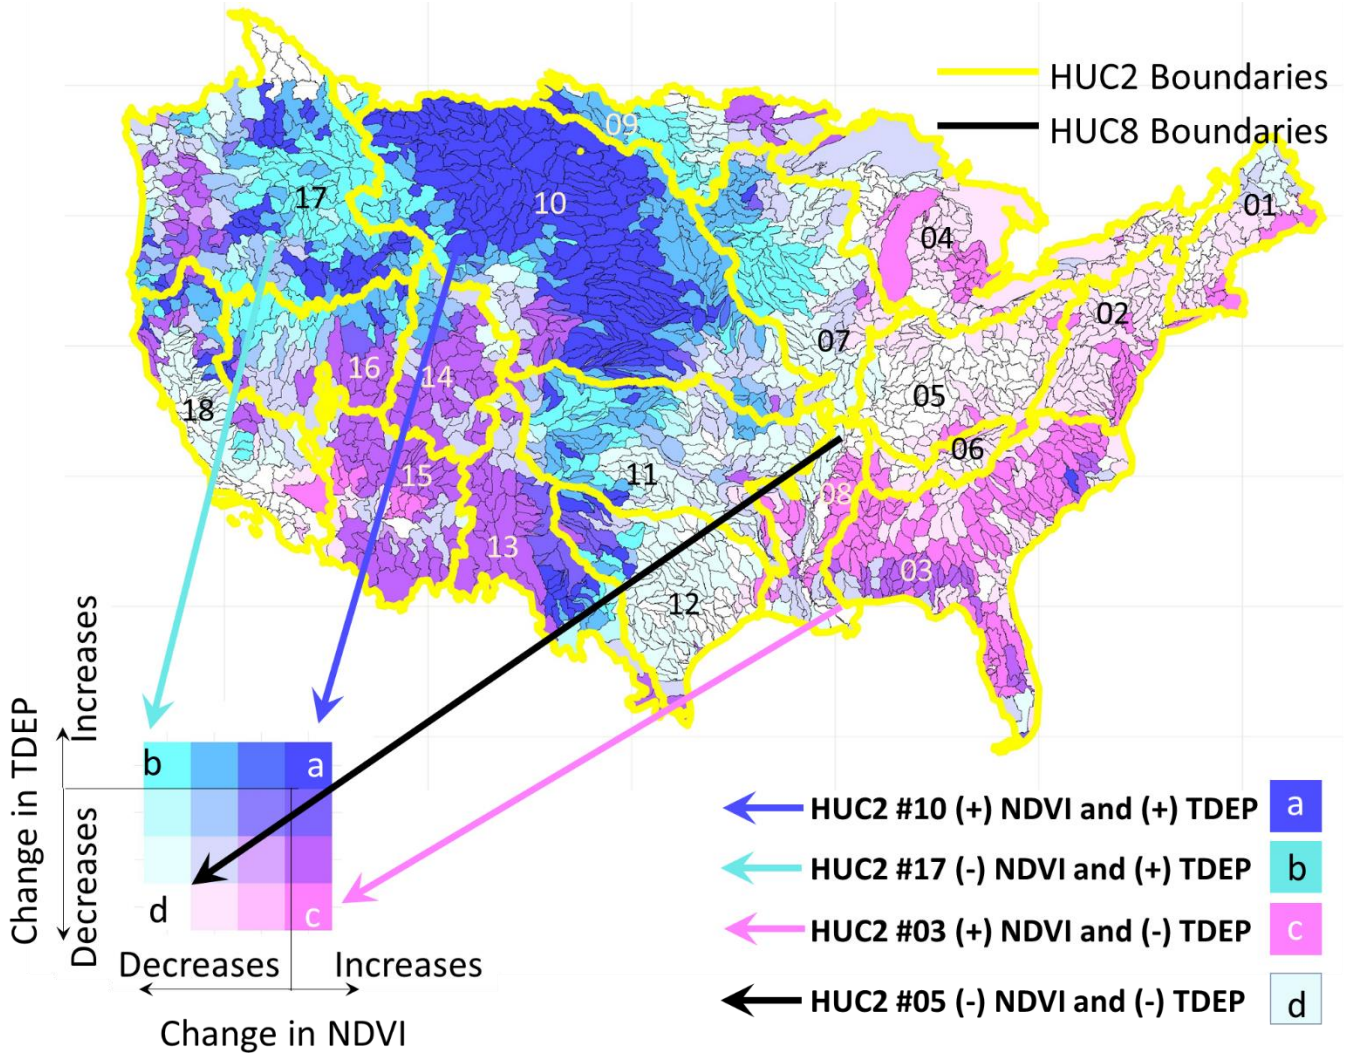 HUC2 Boundaries
HUC8 Boundaries
09
17
10
01
04
02
07
16
14
18
05
06
11
15
08
13
03
12
Change in TDEP
Increases
Decreases
b
a
d
c
Decreases
Increases
Change in NDVI
HUC2 #10 (+) NDVI and (+) TDEP a
HUC2 #17 (-) NDVI and (+) TDEP b
HUC2 #03 (+) NDVI and (-) TDEP c
HUC2 #05 (-) NDVI and (-) TDEP d